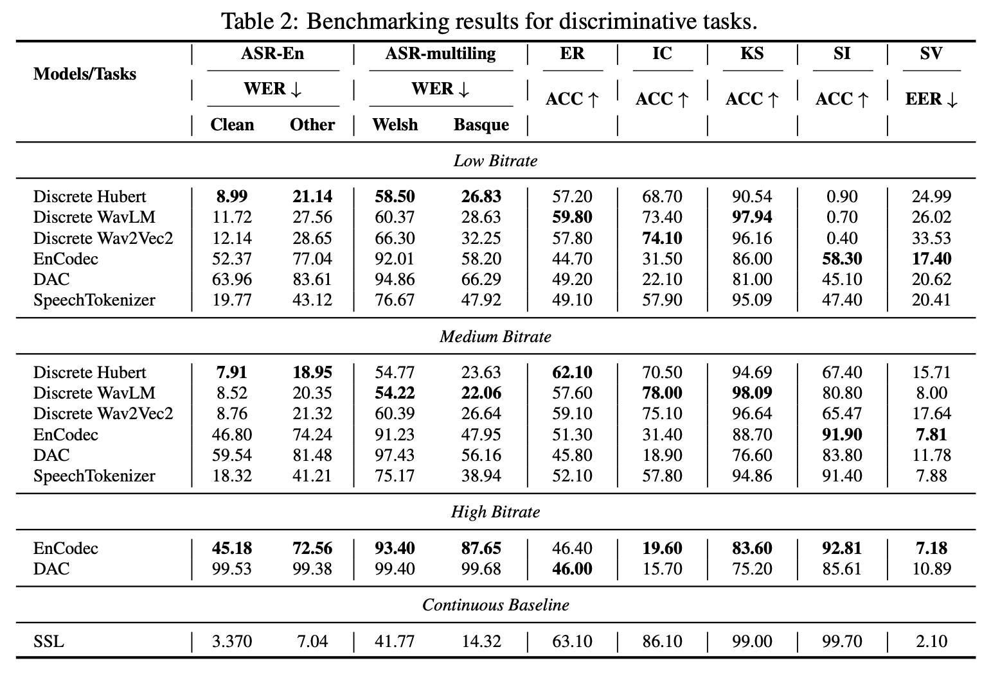 Table 2: Benchmarking results for discriminative tasks.
Models/Tasks ASR-En ASR-multiling ER IC KS SI SV
WER ↓ WER ↓ ACC ↑ ACC ↑ ACC ↑ ACC ↑ EER ↓
Clean Other Welsh Basque
Low Bitrate
Discrete Hubert 8.99 21.14 58.50 26.83 57.20 68.70 90.54 0.90 24.99
Discrete WavLM 11.72 27.56 60.37 28.63 59.80 73.40 97.94 0.70 26.02
Discrete Wav2Vec2 12.14 28.65 66.30 32.25 57.80 74.10 96.16 0.40 33.53
EnCodec 52.37 77.04 92.01 58.20 44.70 31.50 86.00 58.30 17.40
DAC 63.96 83.61 94.86 66.29 49.20 22.10 81.00 45.10 20.62
SpeechTokenizer 19.77 43.12 76.67 47.92 49.10 57.90 95.09 47.40 20.41
Medium Bitrate
Discrete Hubert 7.91 18.95 54.77 23.63 62.10 70.50 94.69 67.40 15.71
Discrete WavLM 8.52 20.35 54.22 22.06 57.60 78.00 98.09 80.80 8.00
Discrete Wav2Vec2 8.76 21.32 60.39 26.64 59.10 75.10 96.64 65.47 17.64
EnCodec 46.80 74.24 91.23 47.95 51.30 31.40 88.70 91.90 7.81
DAC 59.54 81.48 97.43 56.16 45.80 18.90 76.60 83.80 11.78
SpeechTokenizer 18.32 41.21 75.17 38.94 52.10 57.80 94.86 91.40 7.88
High Bitrate
EnCodec 45.18 72.56 93.40 87.65 46.40 19.60 83.60 92.81 7.18
DAC 99.53 99.38 99.40 99.68 46.00 15.70 75.20 85.61 10.89
Continuous Baseline
SSL 3.370 7.04 41.77 14.32 63.10 86.10 99.00 99.70 2.10